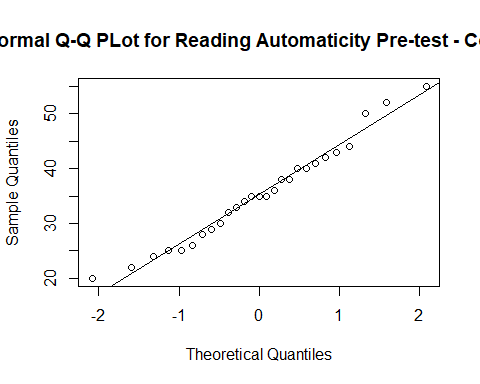 ormal Q-Q PLot for Reading Automaticity Pre-test - Co
Sample Quantiles
50
40
30
20
-2 -1 0 1 2
Theoretical Quantiles